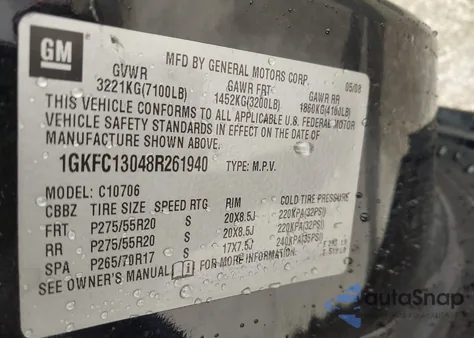 GM
MFD BY GENERAL MOTORS CORP. 05/08
GVWR GAWR FRT GAWR RR
3221KG(7100LB) 1452KG(3200LB) 1860KG(4100LB)
THIS VEHICLE CONFORMS TO ALL APPLICABLE U.S. FEDERAL MOTOR
VEHICLE SAFETY STANDARDS IN EFFECT ON THE DATE OF
MANUFACTURE SHOWN ABOVE.
1GKFC13048R261940 TYPE: M.P.V.
MODEL: C10706
CBBZ TIRE SIZE SPEED RTG RIM COLD TIRE PRESSURE
FRT P275/55R20 S 20X8.5J 220KPA(32PSI)
RR P275/55R20 S 20X8.5J 220KPA(32PSI)
SPA P265/70R17 S 17X7.5J 240KPA(35PSI)
SEE OWNER'S MANUAL FOR MORE INFORMATION.
autaSnap